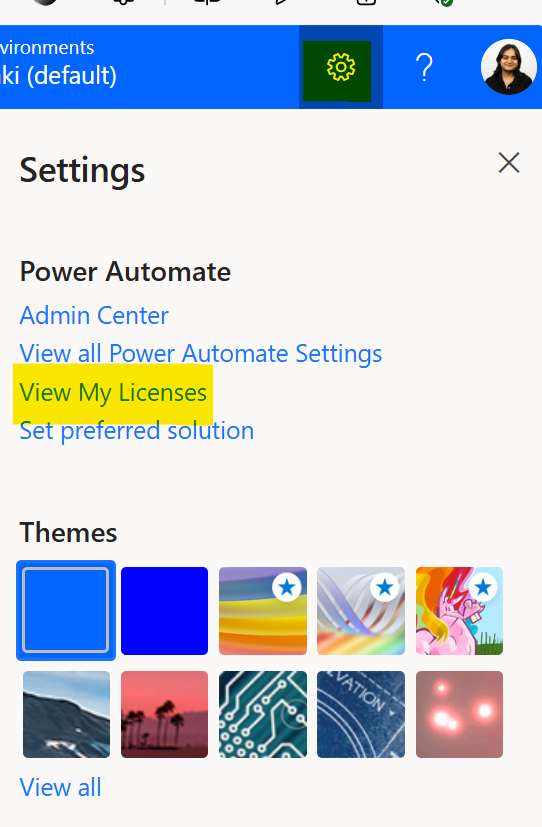 vironments
ki (default)
?
Settings
Power Automate
Admin Center
View all Power Automate Settings
View My Licenses
Set preferred solution
Themes
VATION
View all